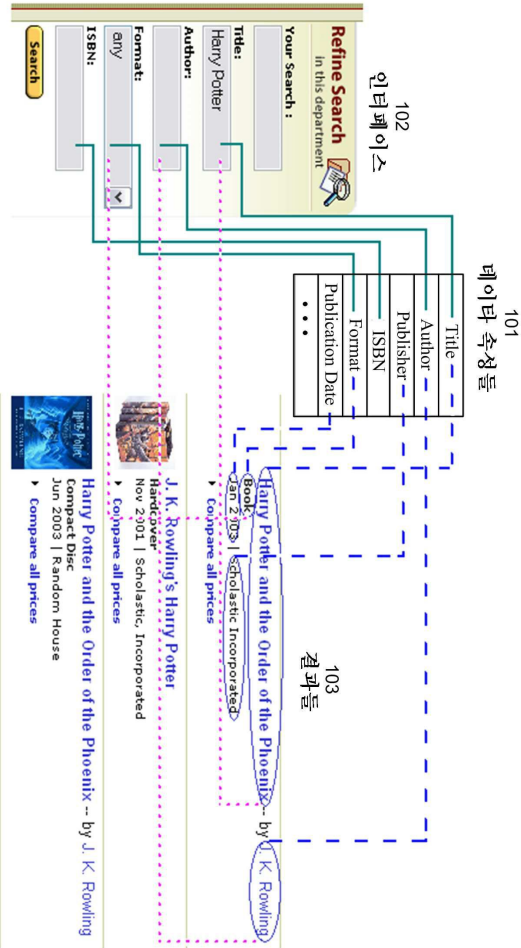 101
데이타 속성들
Title
Author
Publisher
ISBN
Format
Publication Date
• • •
102
인터페이스
Refine Search
in this department
Your Search :
Title:
Harry Potter
Author:
Format:
any
ISBN:
Search
103
결과들
Harry Potter and the Order of the Phoenix -- by J. K. Rowling
Book
Jan 2003 | Scholastic Incorporated
Compare all prices
J. K. Rowling's Harry Potter
Hardcover
Nov 2001 | Scholastic, Incorporated
Compare all prices
Harry Potter and the Order of the Phoenix -- by J. K. Rowling
Compact Disc
Jun 2003 | Random House
Compare all prices
Harry Potter